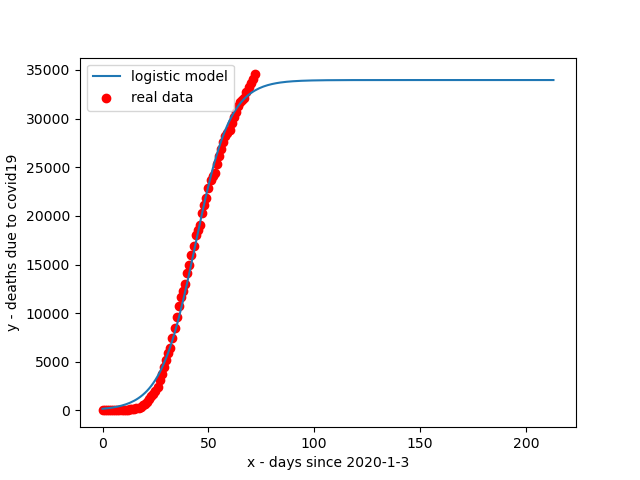 logistic model
real data
35000
30000
25000
20000
15000
10000
5000
0
y - deaths due to covid19
0 50 100 150 200
x - days since 2020-1-3